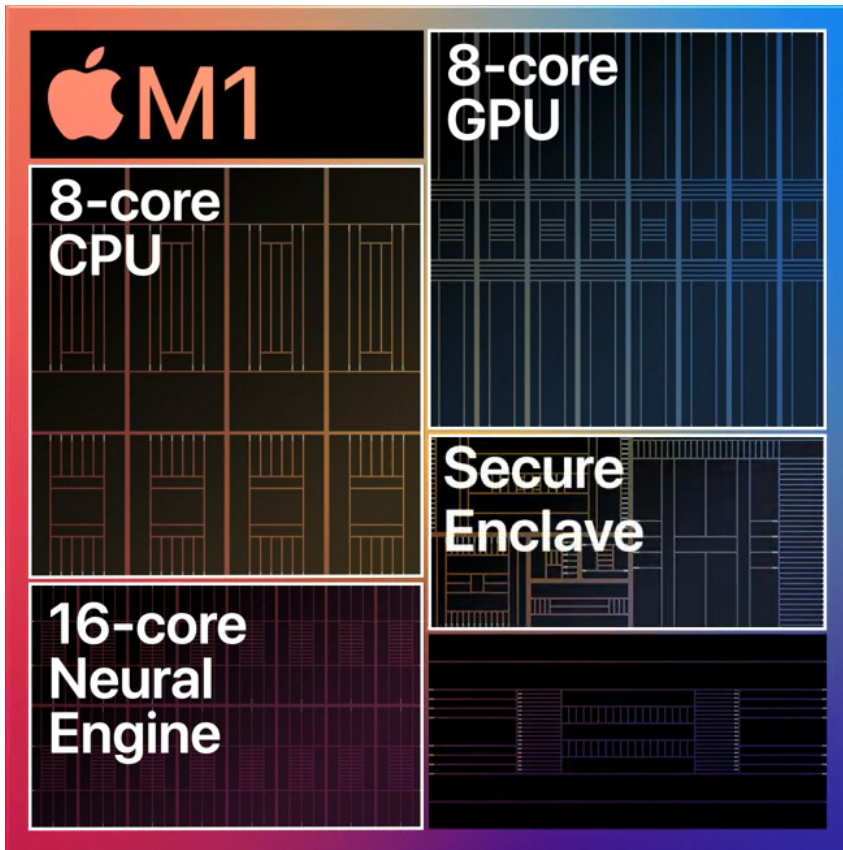 M1
8-core
CPU
16-core
Neural
Engine
8-core
GPU
Secure
Enclave